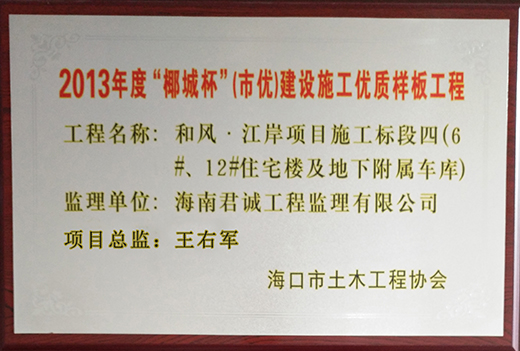 2013年度“椰城杯”(市优)建设施工优质样板工程
工程名称: 和风·江岸项目施工标段四(6
#、12#住宅楼及地下附属车库)
监理单位: 海南君诚工程监理有限公司
项目总监: 王右军
海口市土木工程协会